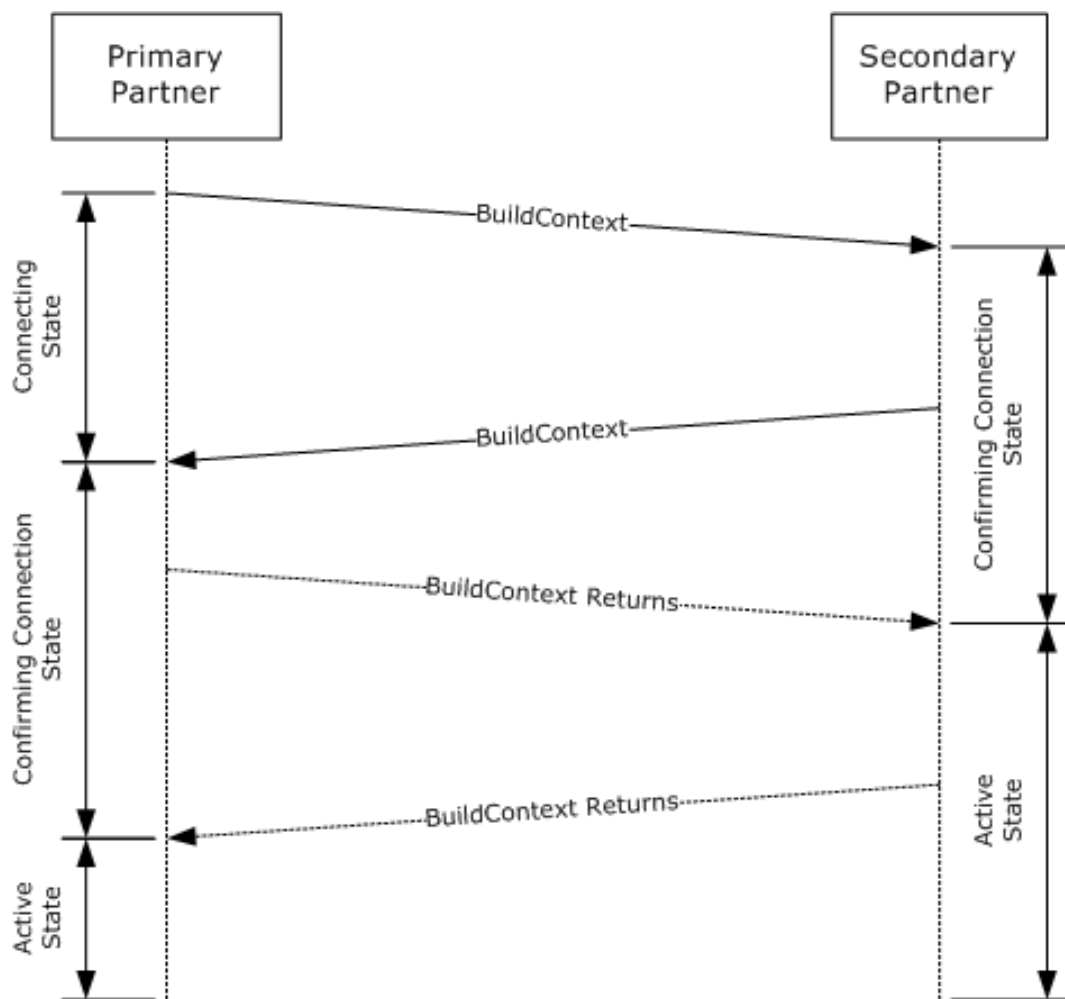 Primary
Partner
Secondary
Partner
BuildContext
Connecting
State
Confirming Connection
State
BuildContext
BuildContext Returns
Confirming Connection
State
BuildContext Returns
Active
State
Active
State